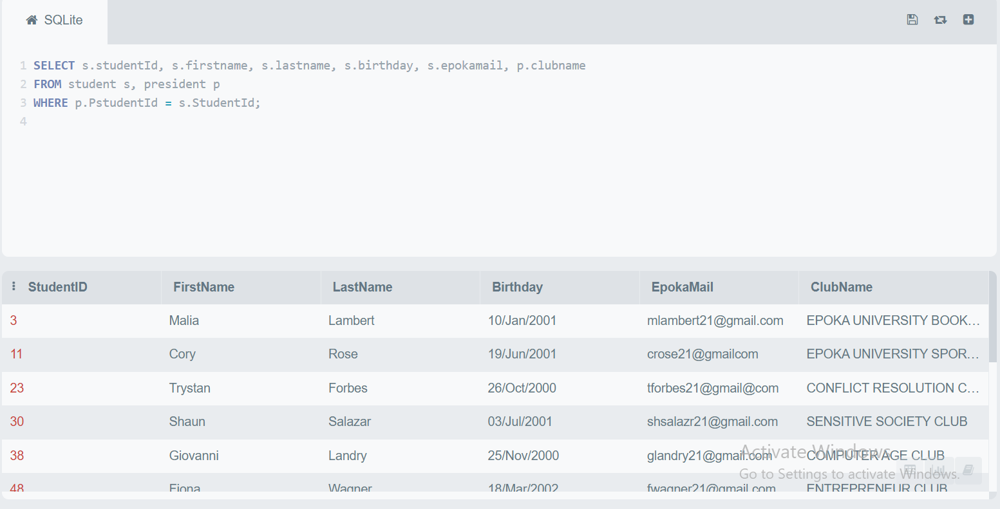 SQLite
1 SELECT s.studentId, s.firstname, s.lastname, s.birthday, s.epokamail, p.clubname
2 FROM student s, president p
3 WHERE p.PstudentId = s.StudentId;
4
StudentID FirstName LastName Birthday EpokaMail ClubName
3 Malia Lambert 10/Jan/2001 mlambert21@gmail.com EPOKA UNIVERSITY BOOK...
11 Cory Rose 19/Jun/2001 crose21@gmailcom EPOKA UNIVERSITY SPOR...
23 Trystan Forbes 26/Oct/2000 tforbes21@gmail@com CONFLICT RESOLUTION C...
30 Shaun Salazar 03/Jul/2001 shsalazr21@gmail.com SENSITIVE SOCIETY CLUB
38 Giovanni Landry 25/Nov/2000 glandry21@gmail.com COMPUTER AGE CLUB
48 Fiona Wagner 18/Mar/2002 fwagner21@gmail.com ENTREPRENEUR CLUB
Activate Windows
Go to Settings to activate Windows.